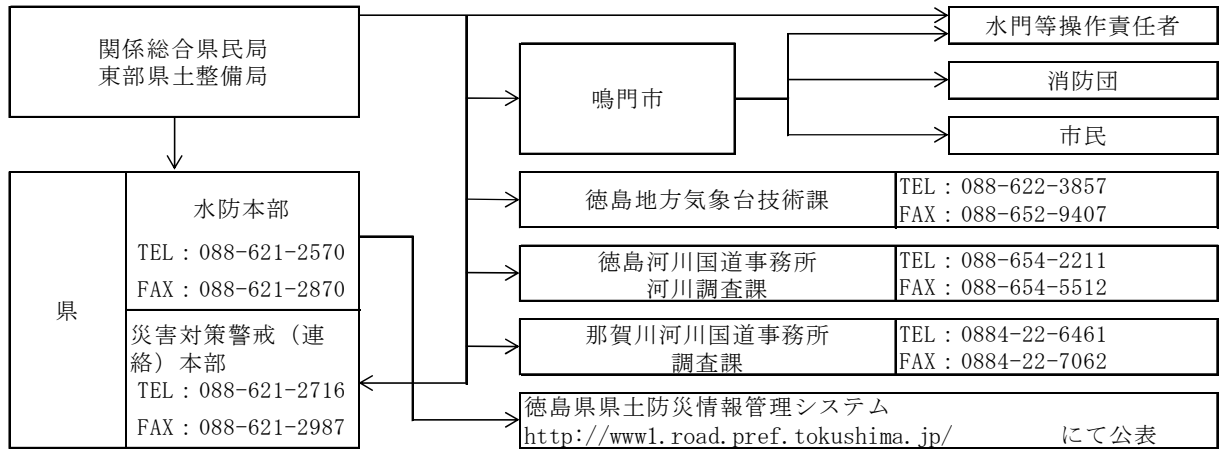 関係総合県民局
東部県土整備局
水門等操作責任者
鳴門市
消防団
市民
県
水防本部
TEL：088-621-2570
FAX：088-621-2870
災害対策警戒（連
絡）本部
TEL：088-621-2716
FAX：088-621-2987
徳島地方気象台技術課
TEL：088-622-3857
FAX：088-652-9407
徳島河川国道事務所
河川調査課
TEL：088-654-2211
FAX：088-654-5512
那賀川河川国道事務所
調査課
TEL：0884-22-6461
FAX：0884-22-7062
徳島県県土防災情報管理システム
http://www1.road.pref.tokushima.jp/ にて公表